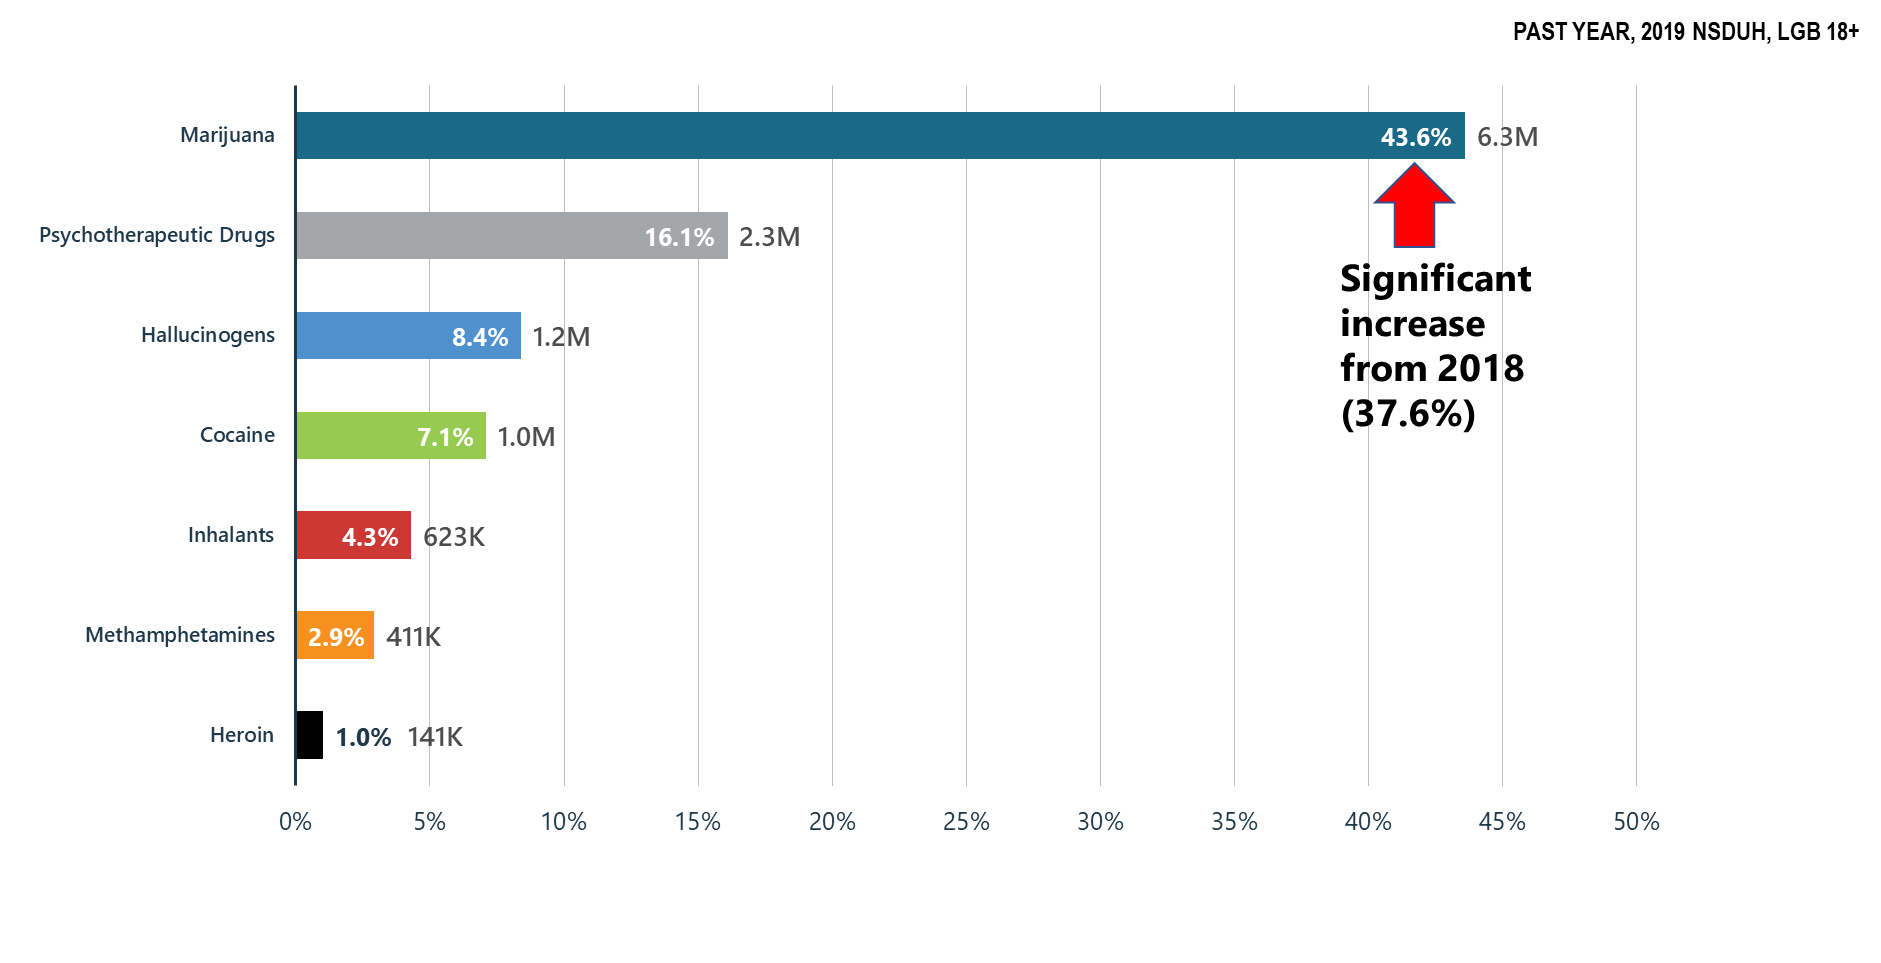 PAST YEAR, 2019 NSDUH, LGB 18+
Marijuana 43.6% 6.3M
Psychotherapeutic Drugs 16.1% 2.3M
Significant
increase
from 2018
(37.6%)
Hallucinogens 8.4% 1.2M
Cocaine 7.1% 1.0M
Inhalants 4.3% 623K
Methamphetamines 2.9% 411K
Heroin 1.0% 141K
0% 5% 10% 15% 20% 25% 30% 35% 40% 45% 50%